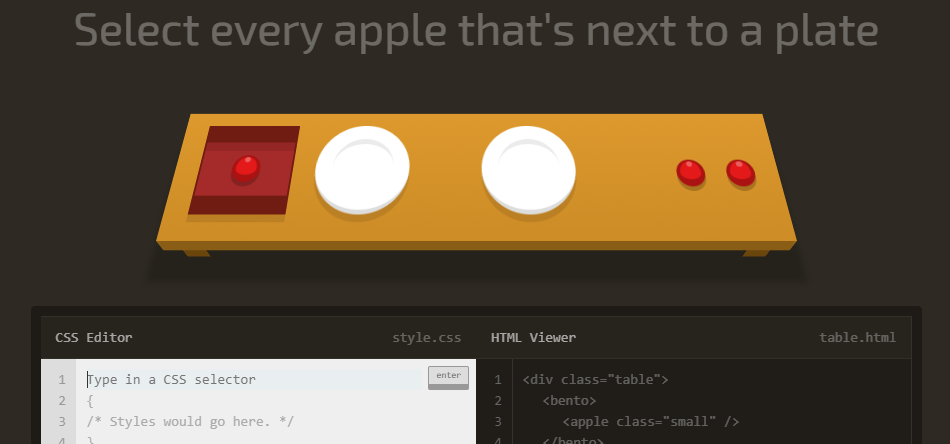 Select every apple that's next to a plate
CSS Editor style.css HTML Viewer table.html
1 Type in a CSS selector enter
2 {
3 /* Styles would go here. */
4 }
1 <div class="table">
2 <bento>
3 <apple class="small" />
4 </bento>